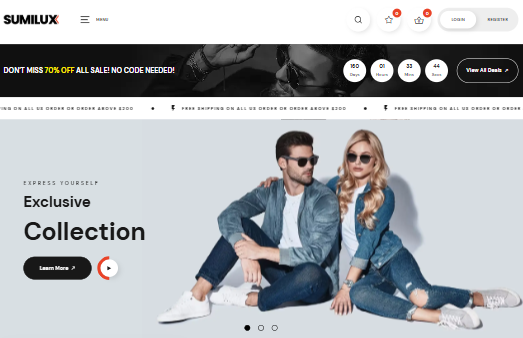 SUMILUX
MENU
0
0
LOGIN
REGISTER
DON'T MISS 70% OFF ALL SALE! NO CODE NEEDED!
150 Days
01 Hours
33 Mins
44 Secs
View All Deals ↗
ING ON ALL US ORDER OR ORDER ABOVE $200
FREE SHIPPING ON ALL US ORDER OR ORDER ABOVE $200
FREE SHIPPING ON ALL US ORDER OR ORDER
EXPRESS YOURSELF
Exclusive
Collection
Learn More ↗